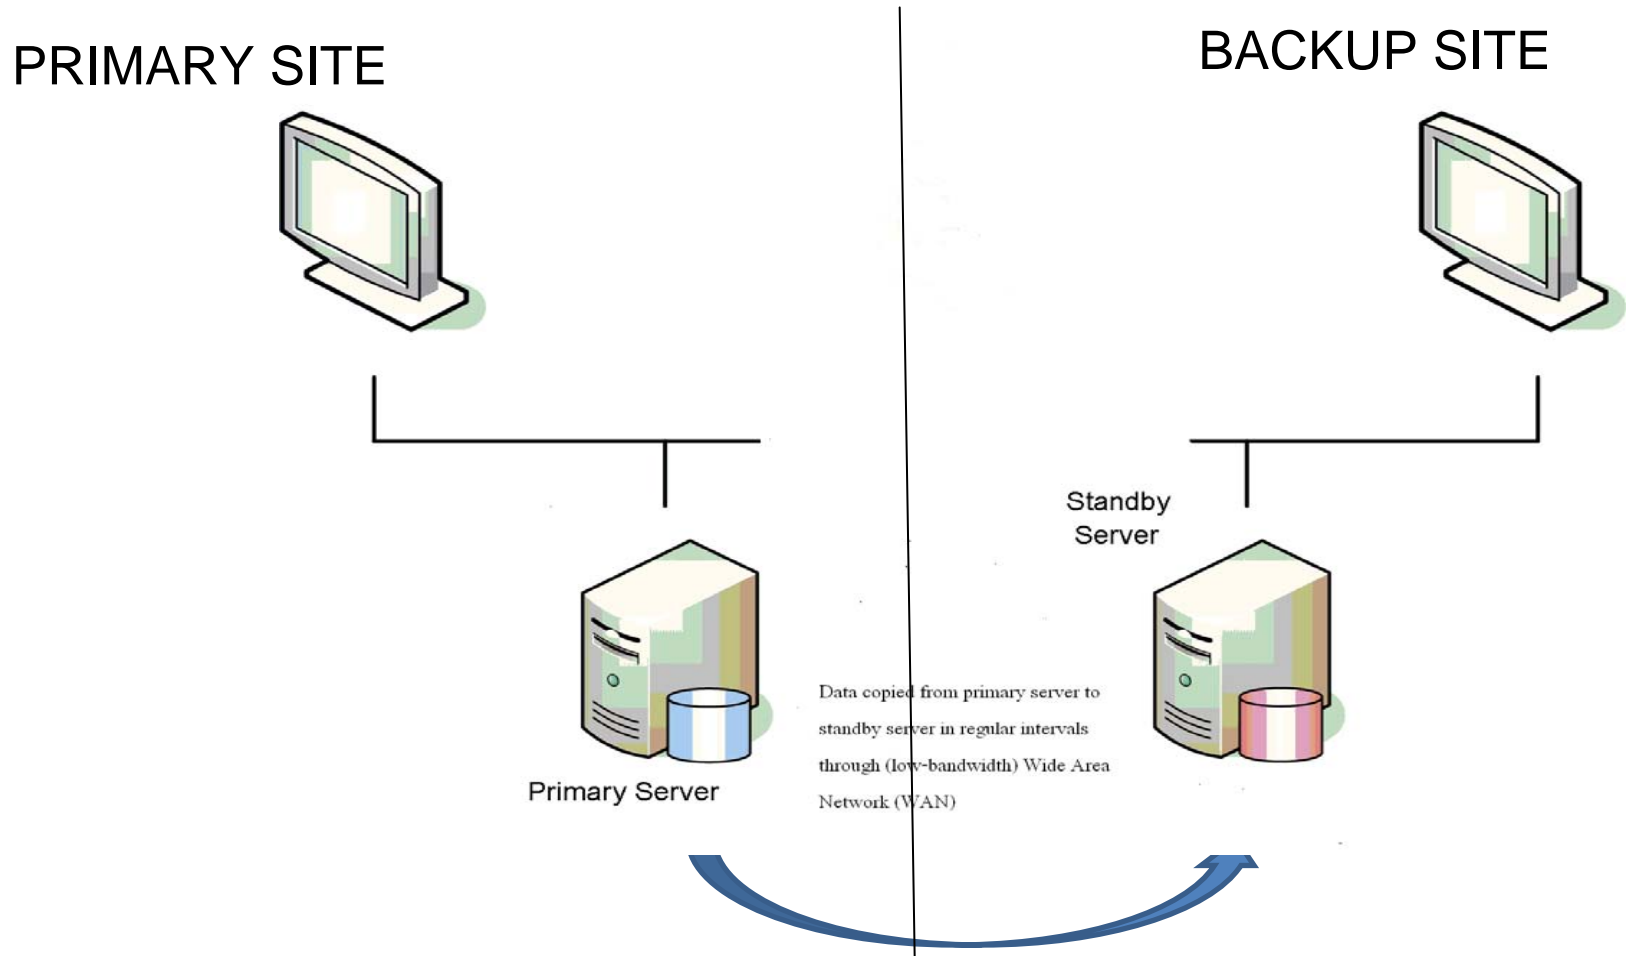 PRIMARY SITE
BACKUP SITE
Standby
Server
Data copied from primary server to
standby server in regular intervals
through (low-bandwidth) Wide Area
Network (WAN)
Primary Server